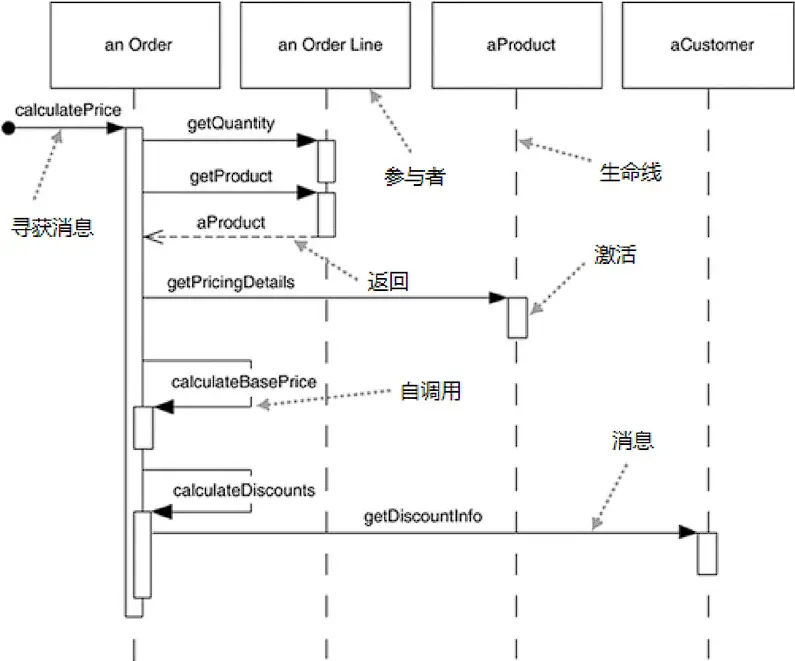 an Order
an Order Line
aProduct
aCustomer
calculatePrice
getQuantity
getProduct
参与者
生命线
寻获消息
aProduct
返回
激活
getPricingDetails
calculateBasePrice
自调用
消息
calculateDiscounts
getDiscountInfo